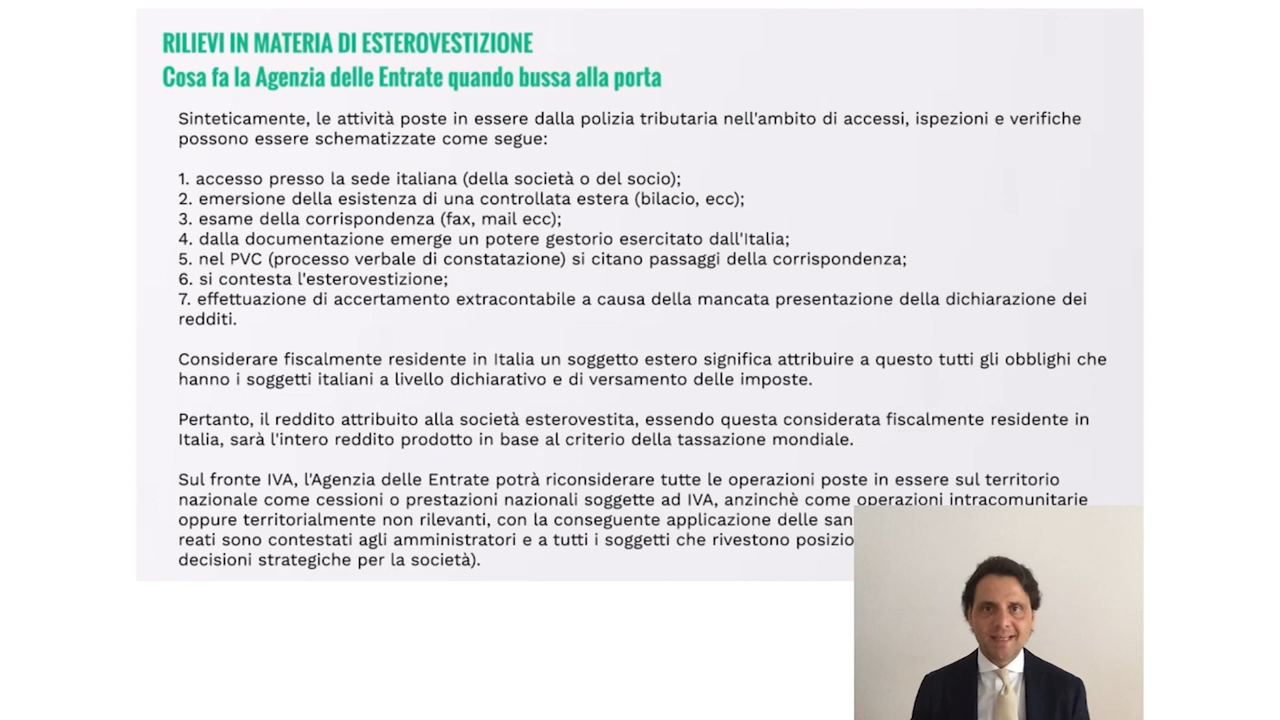 RILIEVI IN MATERIA DI ESTEROVESTIZIONE
Cosa fa la Agenzia delle Entrate quando bussa alla porta
Sinteticamente, le attività poste in essere dalla polizia tributaria nell'ambito di accessi, ispezioni e verifiche
possono essere schematizzate come segue:
1. accesso presso la sede italiana (della società o del socio);
2. emersione della esistenza di una controllata estera (bilacio, ecc);
3. esame della corrispondenza (fax, mail ecc);
4. dalla documentazione emerge un potere gestorio esercitato dall'Italia;
5. nel PVC (processo verbale di constatazione) si citano passaggi della corrispondenza;
6. si contesta l'esterovestizione;
7. effettuazione di accertamento extracontabile a causa della mancata presentazione della dichiarazione dei
redditi.
Considerare fiscalmente residente in Italia un soggetto estero significa attribuire a questo tutti gli obblighi che
hanno i soggetti italiani a livello dichiarativo e di versamento delle imposte.
Pertanto, il reddito attribuito alla società esterovestita, essendo questa considerata fiscalmente residente in
Italia, sarà l'intero reddito prodotto in base al criterio della tassazione mondiale.
Sul fronte IVA, l'Agenzia delle Entrate potrà riconsiderare tutte le operazioni poste in essere sul territorio
nazionale come cessioni o prestazioni nazionali soggette ad IVA, anzinchè come operazioni intracomunitarie
oppure territorialmente non rilevanti, con la conseguente applicazione delle
reati sono contestati agli amministratori e a tutti i soggetti che rivestono
decisioni strategiche per la società).